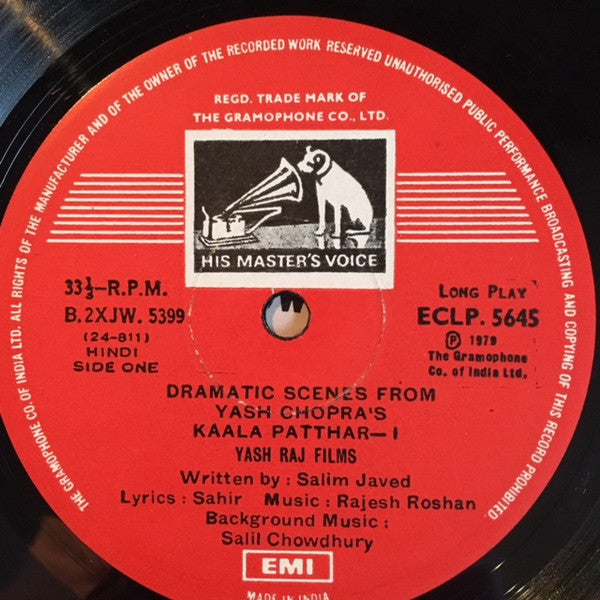 THE GRAMOPHONE CO. OF INDIA LTD. ALL RIGHTS OF THE MANUFACTURER AND OF THE OWNER OF THE RECORDED WORK RESERVED UNAUTHORISED PUBLIC PERFORMANCE BROADCASTING AND COPYING OF THIS RECORD PROHIBITED.
REGD. TRADE MARK OF
THE GRAMOPHONE CO., LTD.
HIS MASTER'S VOICE
33⅓-R.P.M.
B.2XJW. 5399
(24-811)
HINDI
SIDE ONE
LONG PLAY
ECLP. 5645
Ⓟ 1979
The Gramophone
Co. of India Ltd.
DRAMATIC SCENES FROM
YASH CHOPRA'S
KAALA PATTHAR—I
YASH RAJ FILMS
Written by : Salim Javed
Lyrics : Sahir Music : Rajesh Roshan
Background Music :
Salil Chowdhury
EMI
MADE IN INDIA